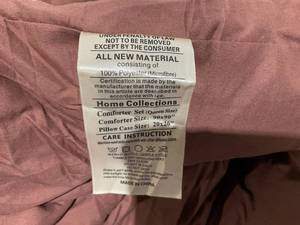 UNDER PENALTY OF LAW
NOT TO BE REMOVED
EXCEPT BY THE CONSUMER
ALL NEW MATERIAL
consisting of
100% Polyester (Microfibre)
Certification is made by the
manufacturer that the materials
in this article are described in
accordance with law.
Home Collections
Comforter Set (Queen Size)
Comforter Size: 90x90"
Pillow Case Size: 20x26"
CARE INSTRUCTION
MADE IN CHINA